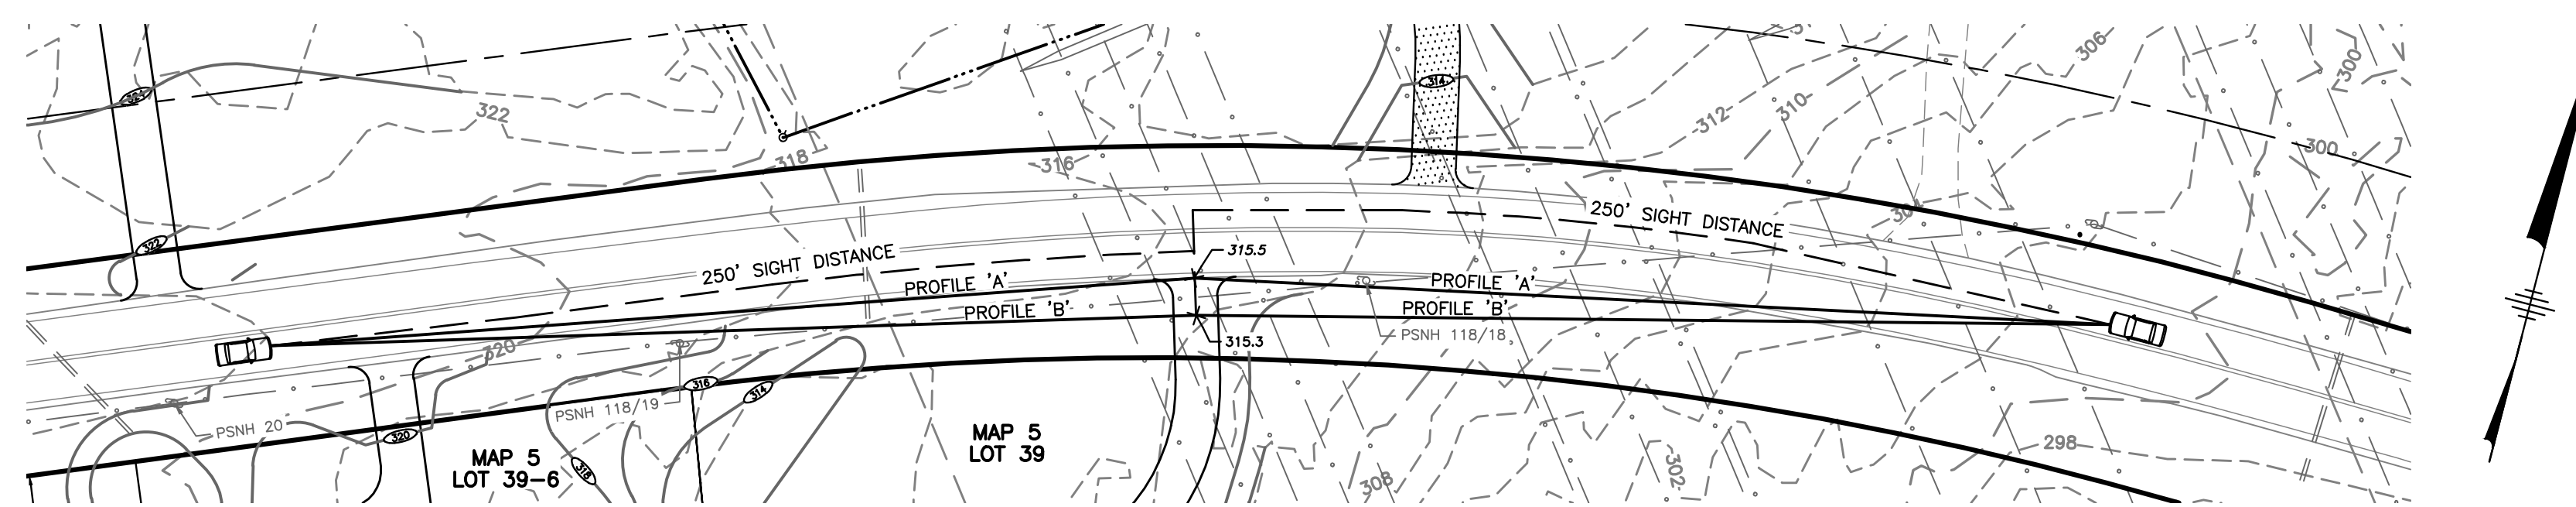 306
300
324
314
322
312
310
318
316
300
304
250' SIGHT DISTANCE
322
315.5
250' SIGHT DISTANCE
PROFILE 'A'
PROFILE 'A'
PROFILE 'B'
PROFILE 'B'
PSNH 118/18
315.3
320
316
314
PSNH 118/19
PSNH 20
320
MAP 5
LOT 39
298
MAP 5
LOT 39-6
318
308
302